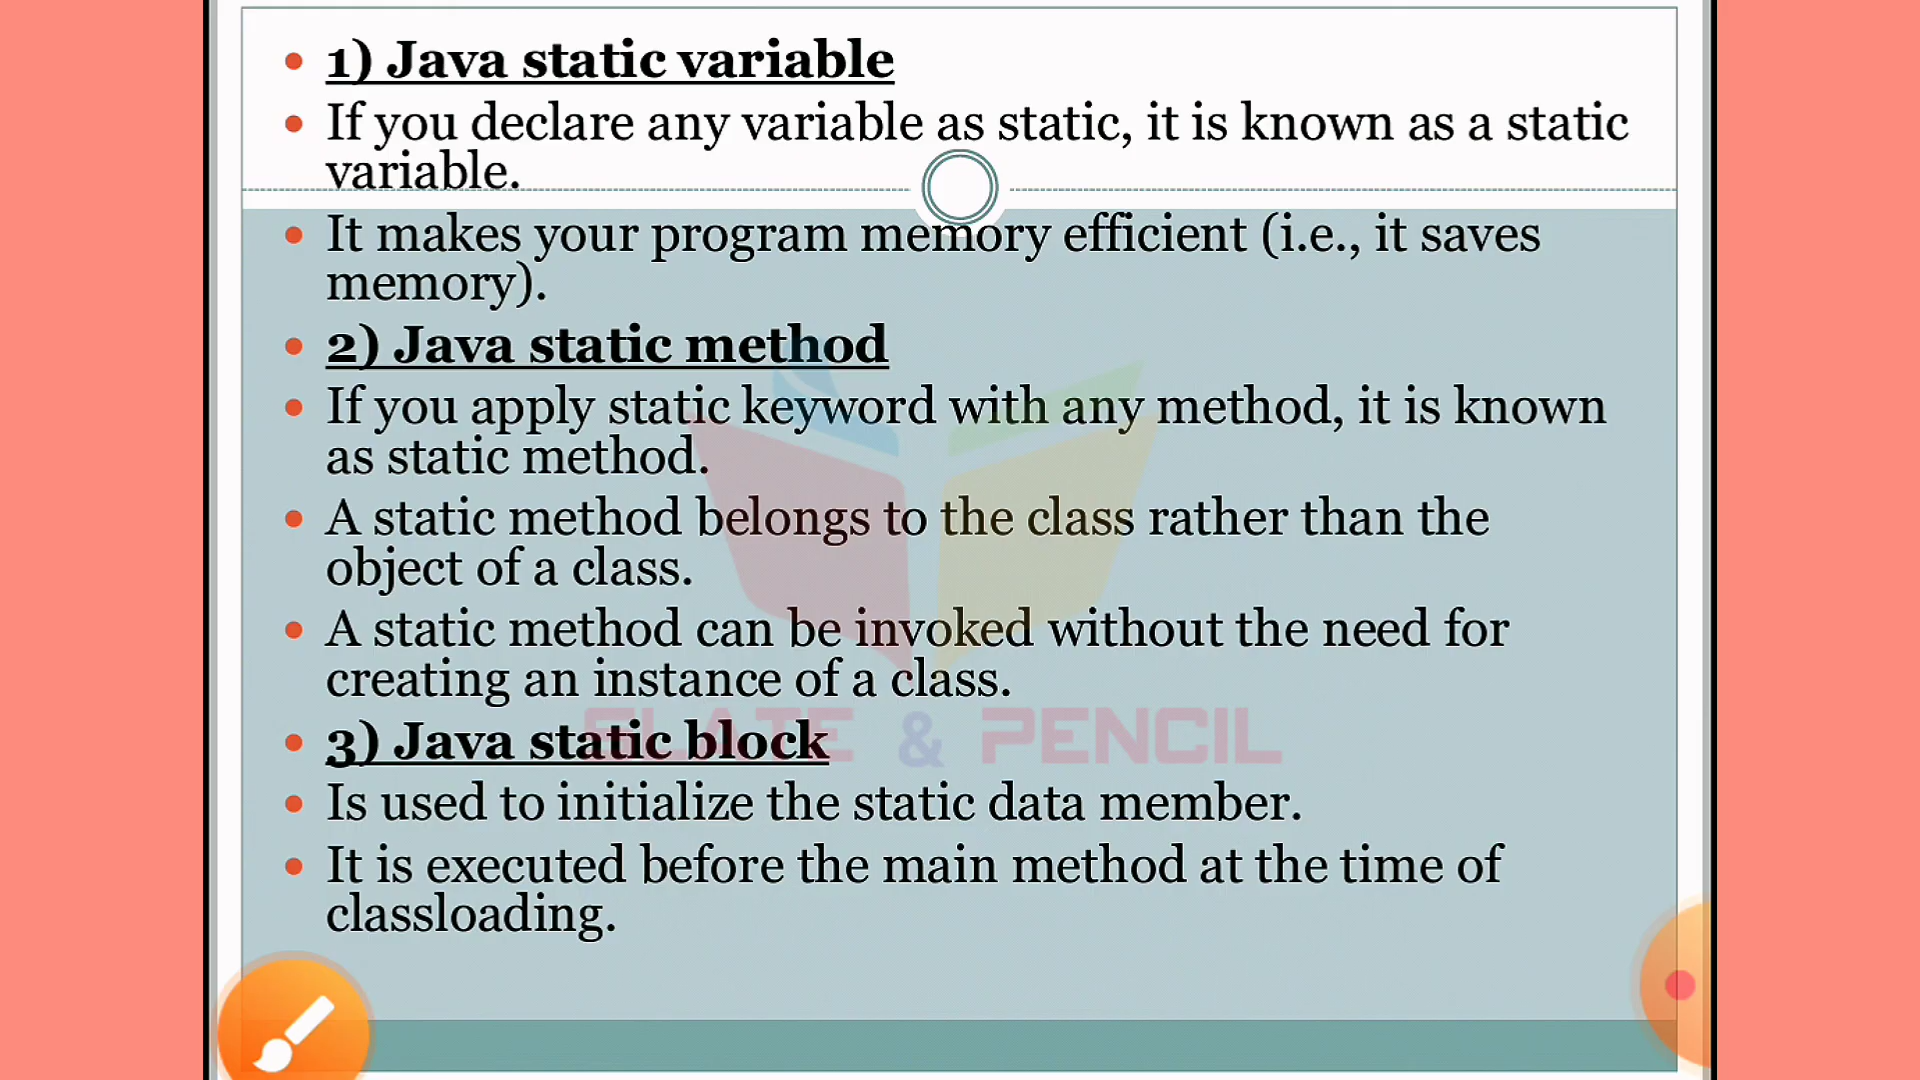 1) Java static variable
If you declare any variable as static, it is known as a static
variable.
It makes your program memory efficient (i.e., it saves
memory).
2) Java static method
If you apply static keyword with any method, it is known
as static method.
A static method belongs to the class rather than the
object of a class.
A static method can be invoked without the need for
creating an instance of a class.
SLATE & PENCIL
3) Java static block
Is used to initialize the static data member.
It is executed before the main method at the time of
classloading.